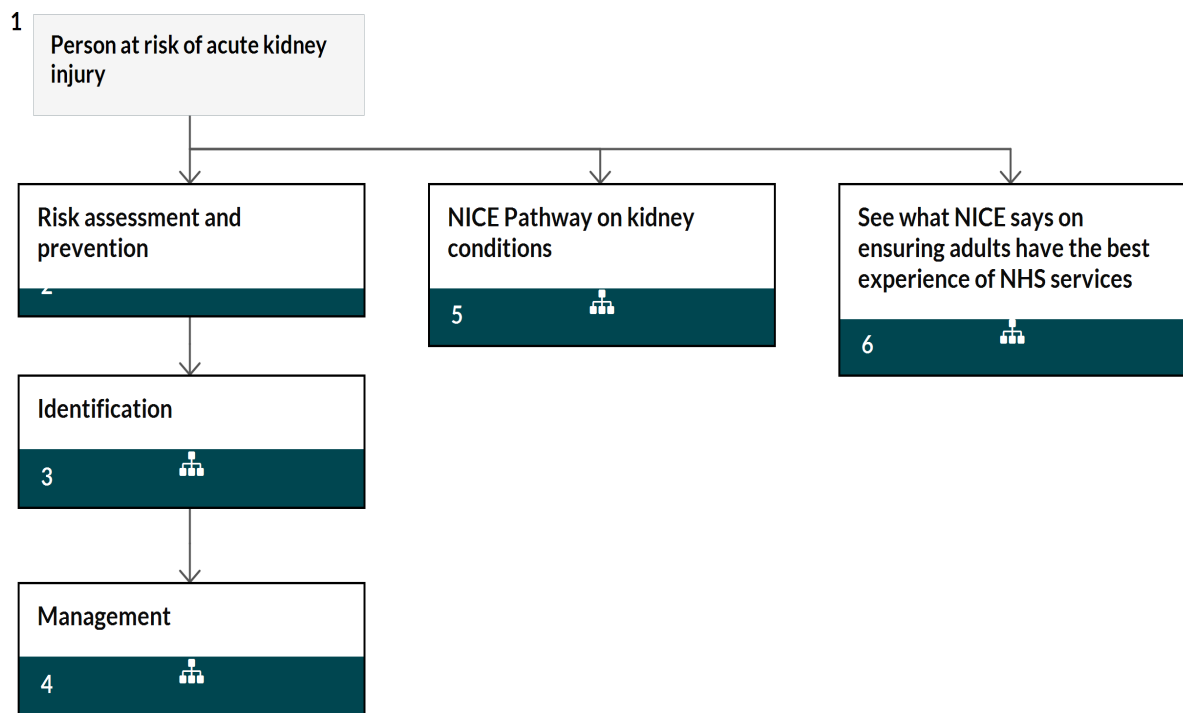 1
Person at risk of acute kidney
injury
Risk assessment and
prevention
2
NICE Pathway on kidney
conditions
5
See what NICE says on
ensuring adults have the best
experience of NHS services
6
Identification
3
Management
4